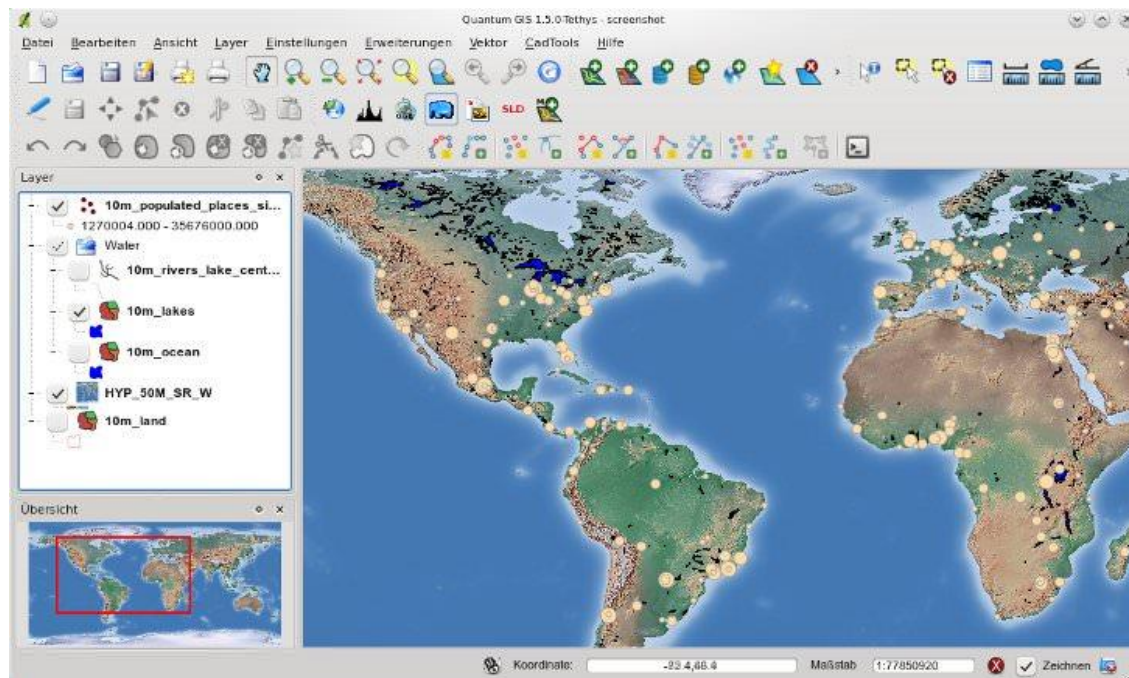 Quantum GIS 1.5.0-Tethys - screenshot
Datei Bearbeiten Ansicht Layer Einstellungen Erweiterungen Vektor CadTools Hilfe
SLD
Layer
10m_populated_places_si...
1270004.000 - 35676000.000
Water
10m_rivers_lake_cent...
10m_lakes
10m_ocean
HYP_50M_SR_W
10m_land
Übersicht
Koordinate: Maßstab 1:77850920 Zeichnen